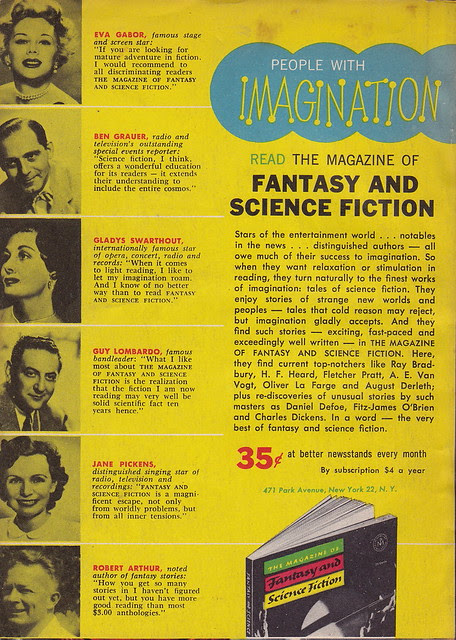 EVA GABOR, famous stage
and screen star:
"If you are looking for
mature adventure in fiction.
I would recommend to
all discriminating readers
THE MAGAZINE OF FANTASY
AND SCIENCE FICTION."
BEN GRAUER, radio and
television's outstanding
special events reporter:
"Science fiction, I think,
offers a wonderful education
for its readers — it extends
their understanding to
include the entire cosmos."
GLADYS SWARTHOUT,
internationally famous star
of opera, concert, radio and
records: "When it comes
to light reading, I like to
let my imagination roam.
And I know of no better
way than to read FANTASY
AND SCIENCE FICTION."
GUY LOMBARDO, famous
bandleader: "What I like
most about THE MAGAZINE
OF FANTASY AND SCIENCE
FICTION is the realization
that the fiction I am now
reading may very well be
solid scientific fact ten
years hence."
JANE PICKENS,
distinguished singing star of
radio, television and
recordings: "FANTASY AND
SCIENCE FICTION is a magni-
ficent escape, not only
from worldly problems, but
from all inner tensions."
ROBERT ARTHUR, noted
author of fantasy stories:
"How you get so many
stories in I haven't figured
out yet, but you have more
good reading than most
$3.00 anthologies."
PEOPLE WITH
IMAGINATION
READ THE MAGAZINE OF
FANTASY AND
SCIENCE FICTION
Stars of the entertainment world . . . notables
in the news . . . distinguished authors — all
owe much of their success to imagination. So
when they want relaxation or stimulation in
reading, they turn naturally to the finest works
of imagination: tales of science fiction. They
enjoy stories of strange new worlds and
peoples — tales that cold reason may reject,
but imagination gladly accepts. And they
find such stories — exciting, fast-paced and
exceedingly well written — in THE MAGAZINE
OF FANTASY AND SCIENCE FICTION. Here,
they find current top-notchers like Ray Brad-
bury, H. F. Heard, Fletcher Pratt, A. E. Van
Vogt, Oliver La Farge and August Derleth;
plus re-discoveries of unusual stories by such
masters as Daniel Defoe, Fitz-James O'Brien
and Charles Dickens. In a word — the very
best of fantasy and science fiction.
35¢ at better newsstands every month
By subscription $4 a year
471 Park Avenue, New York 22, N. Y.
THE MAGAZINE OF
Fantasy and
Science Fiction